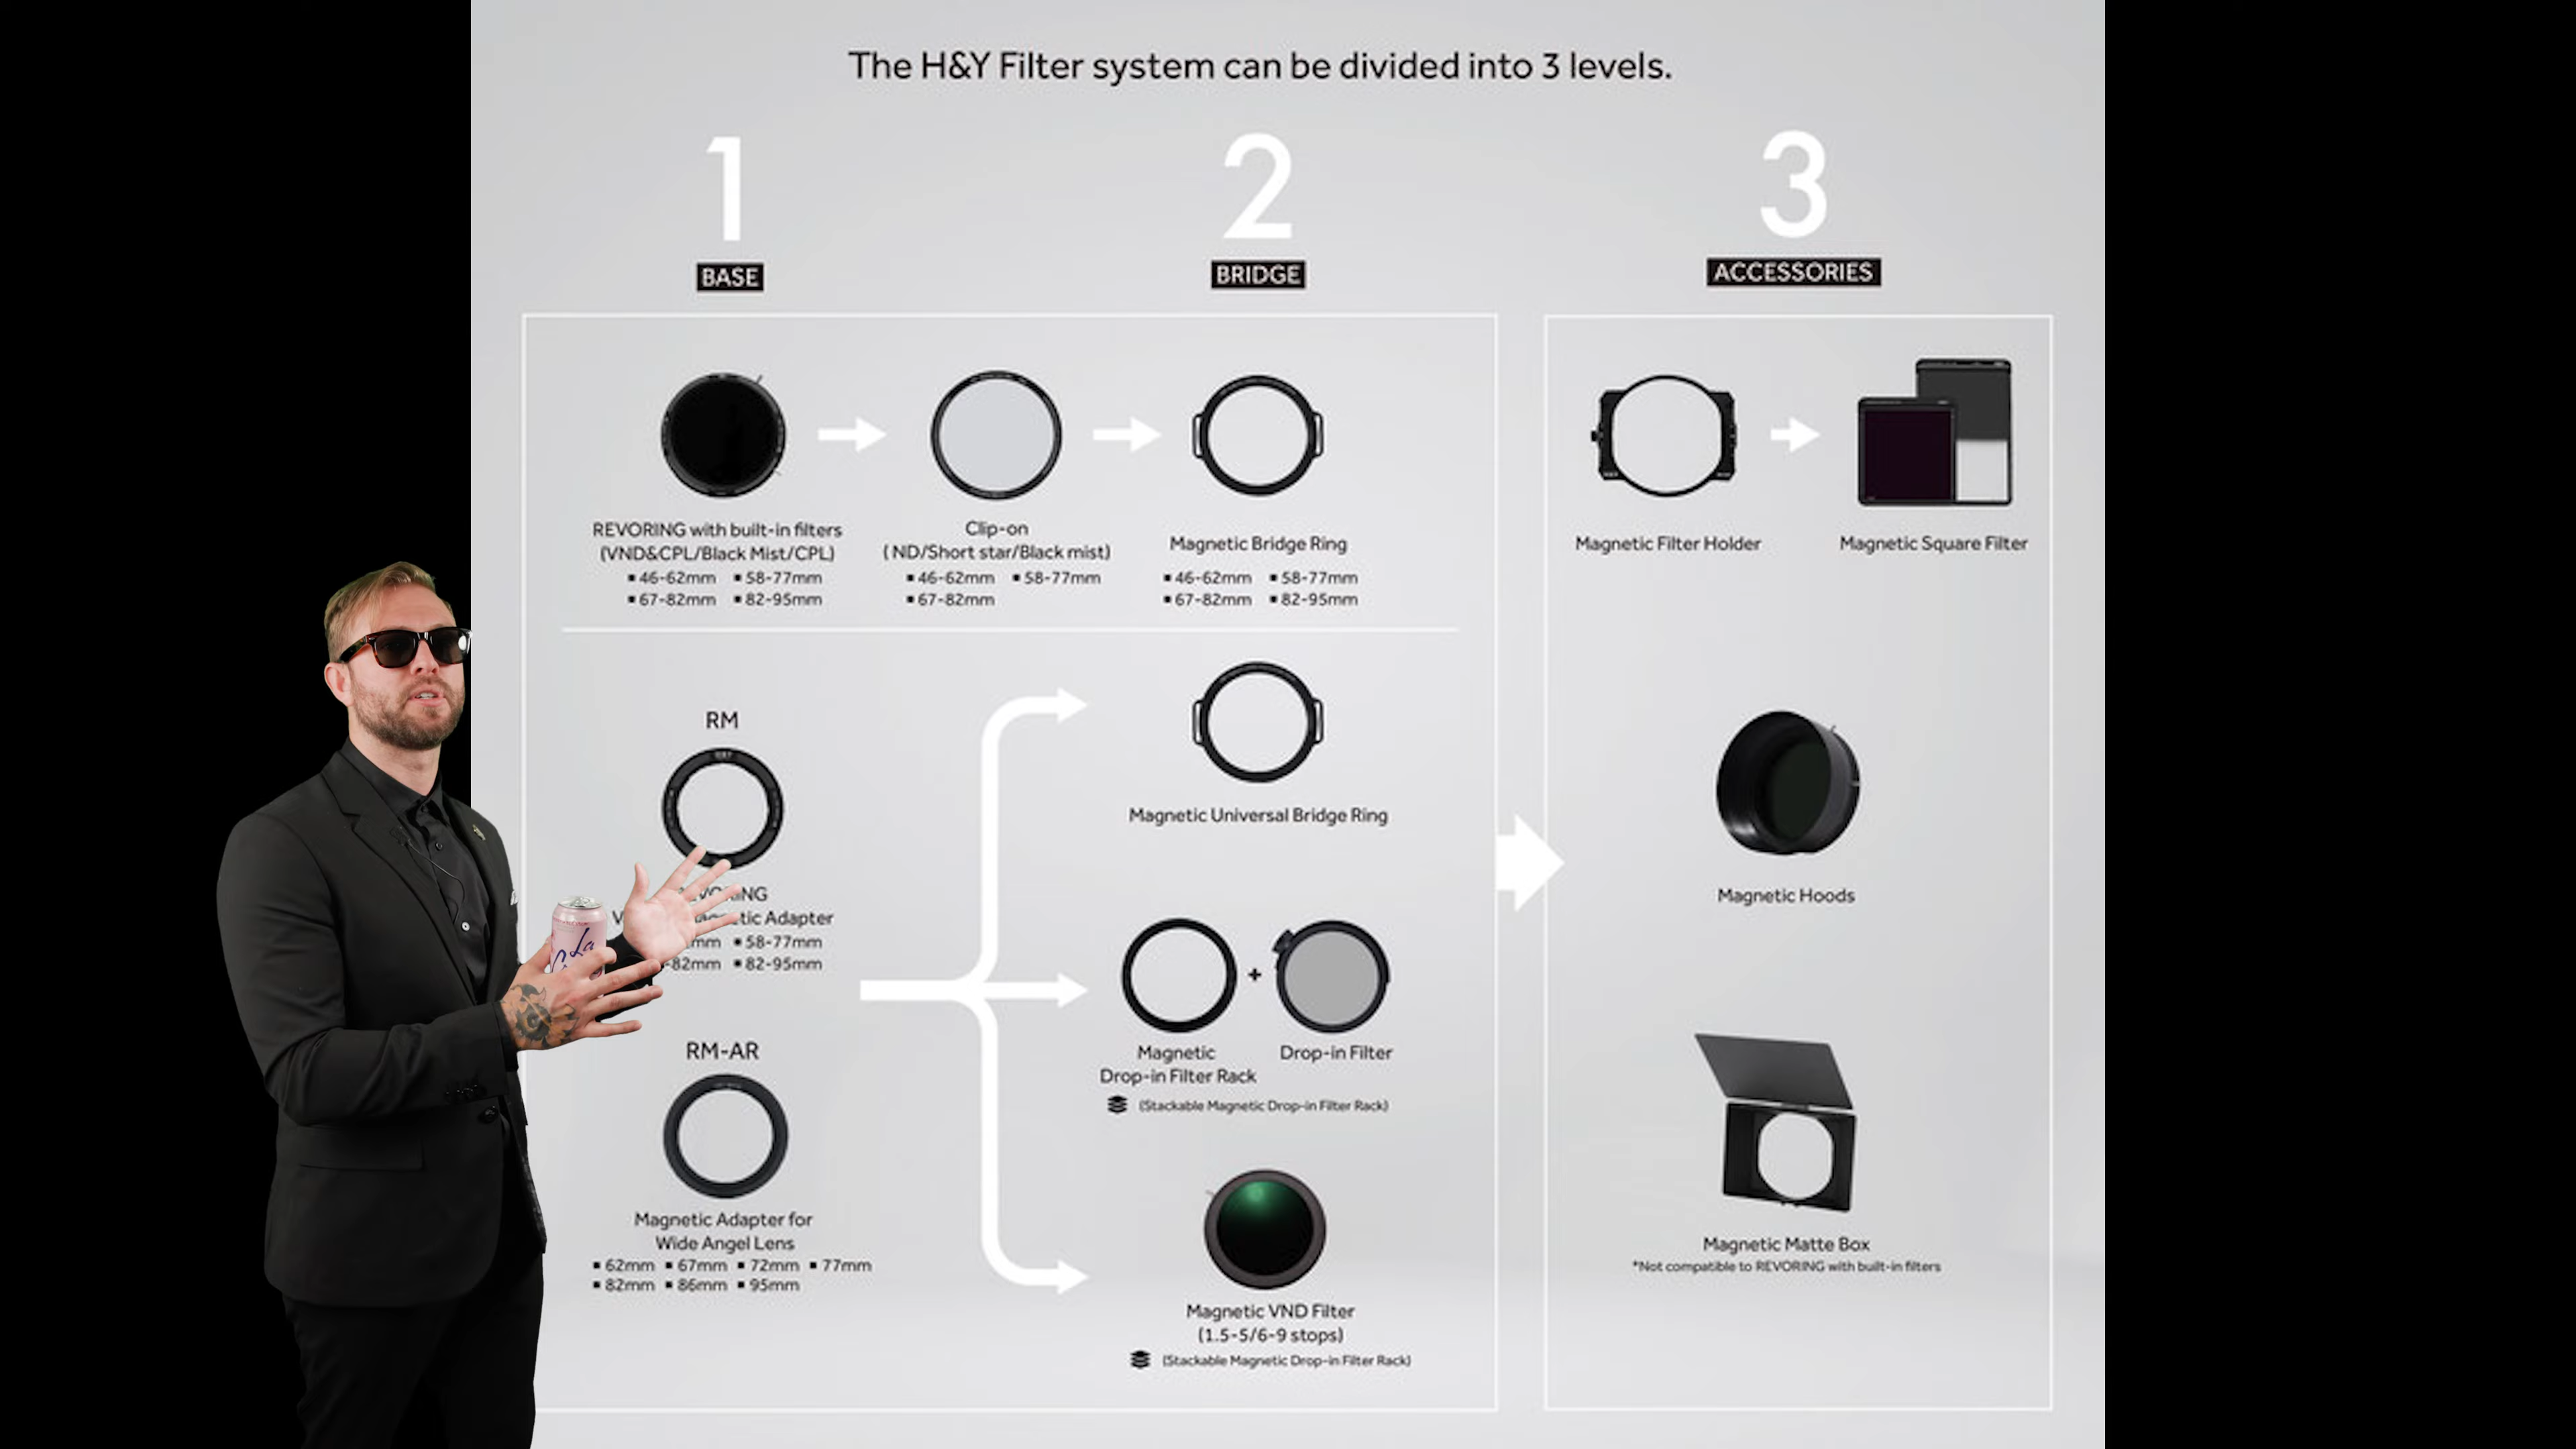 The H&Y Filter system can be divided into 3 levels.
1
BASE
2
BRIDGE
3
ACCESSORIES
REVORING with built-in filters
(VND&CPL/Black Mist/CPL)
▪ 46-62mm ▪ 58-77mm
▪ 67-82mm ▪ 82-95mm
Clip-on
( ND/Short star/Black mist)
▪ 46-62mm ▪ 58-77mm
▪ 67-82mm
Magnetic Bridge Ring
▪ 46-62mm ▪ 58-77mm
▪ 67-82mm ▪ 82-95mm
RM
Adapter
▪ 58-77mm
82mm ▪ 82-95mm
RM-AR
Magnetic Adapter for
Wide Angel Lens
▪ 62mm ▪ 67mm ▪ 72mm ▪ 77mm
▪ 82mm ▪ 86mm ▪ 95mm
Magnetic Universal Bridge Ring
Magnetic
Drop-in Filter Rack
+
Drop-in Filter
(Stackable Magnetic Drop-in Filter Rack)
Magnetic VND Filter
(1.5-5/6-9 stops)
(Stackable Magnetic Drop-in Filter Rack)
Magnetic Filter Holder
Magnetic Square Filter
Magnetic Hoods
Magnetic Matte Box
*Not compatible to REVORING with built-in filters
La